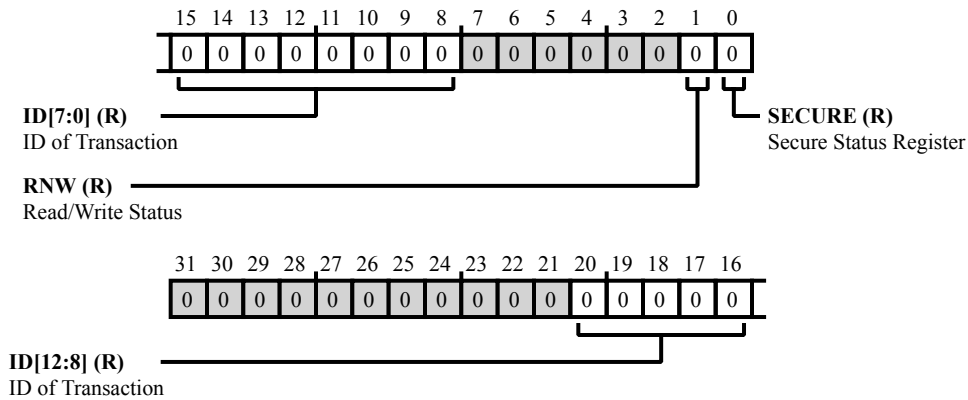 15 14 13 12 11 10 9 8 7 6 5 4 3 2 1 0
0 0 0 0 0 0 0 0 0 0 0 0 0 0 0 0
ID[7:0] (R)
ID of Transaction
SECURE (R)
Secure Status Register
RNW (R)
Read/Write Status
31 30 29 28 27 26 25 24 23 22 21 20 19 18 17 16
0 0 0 0 0 0 0 0 0 0 0 0 0 0 0 0
ID[12:8] (R)
ID of Transaction